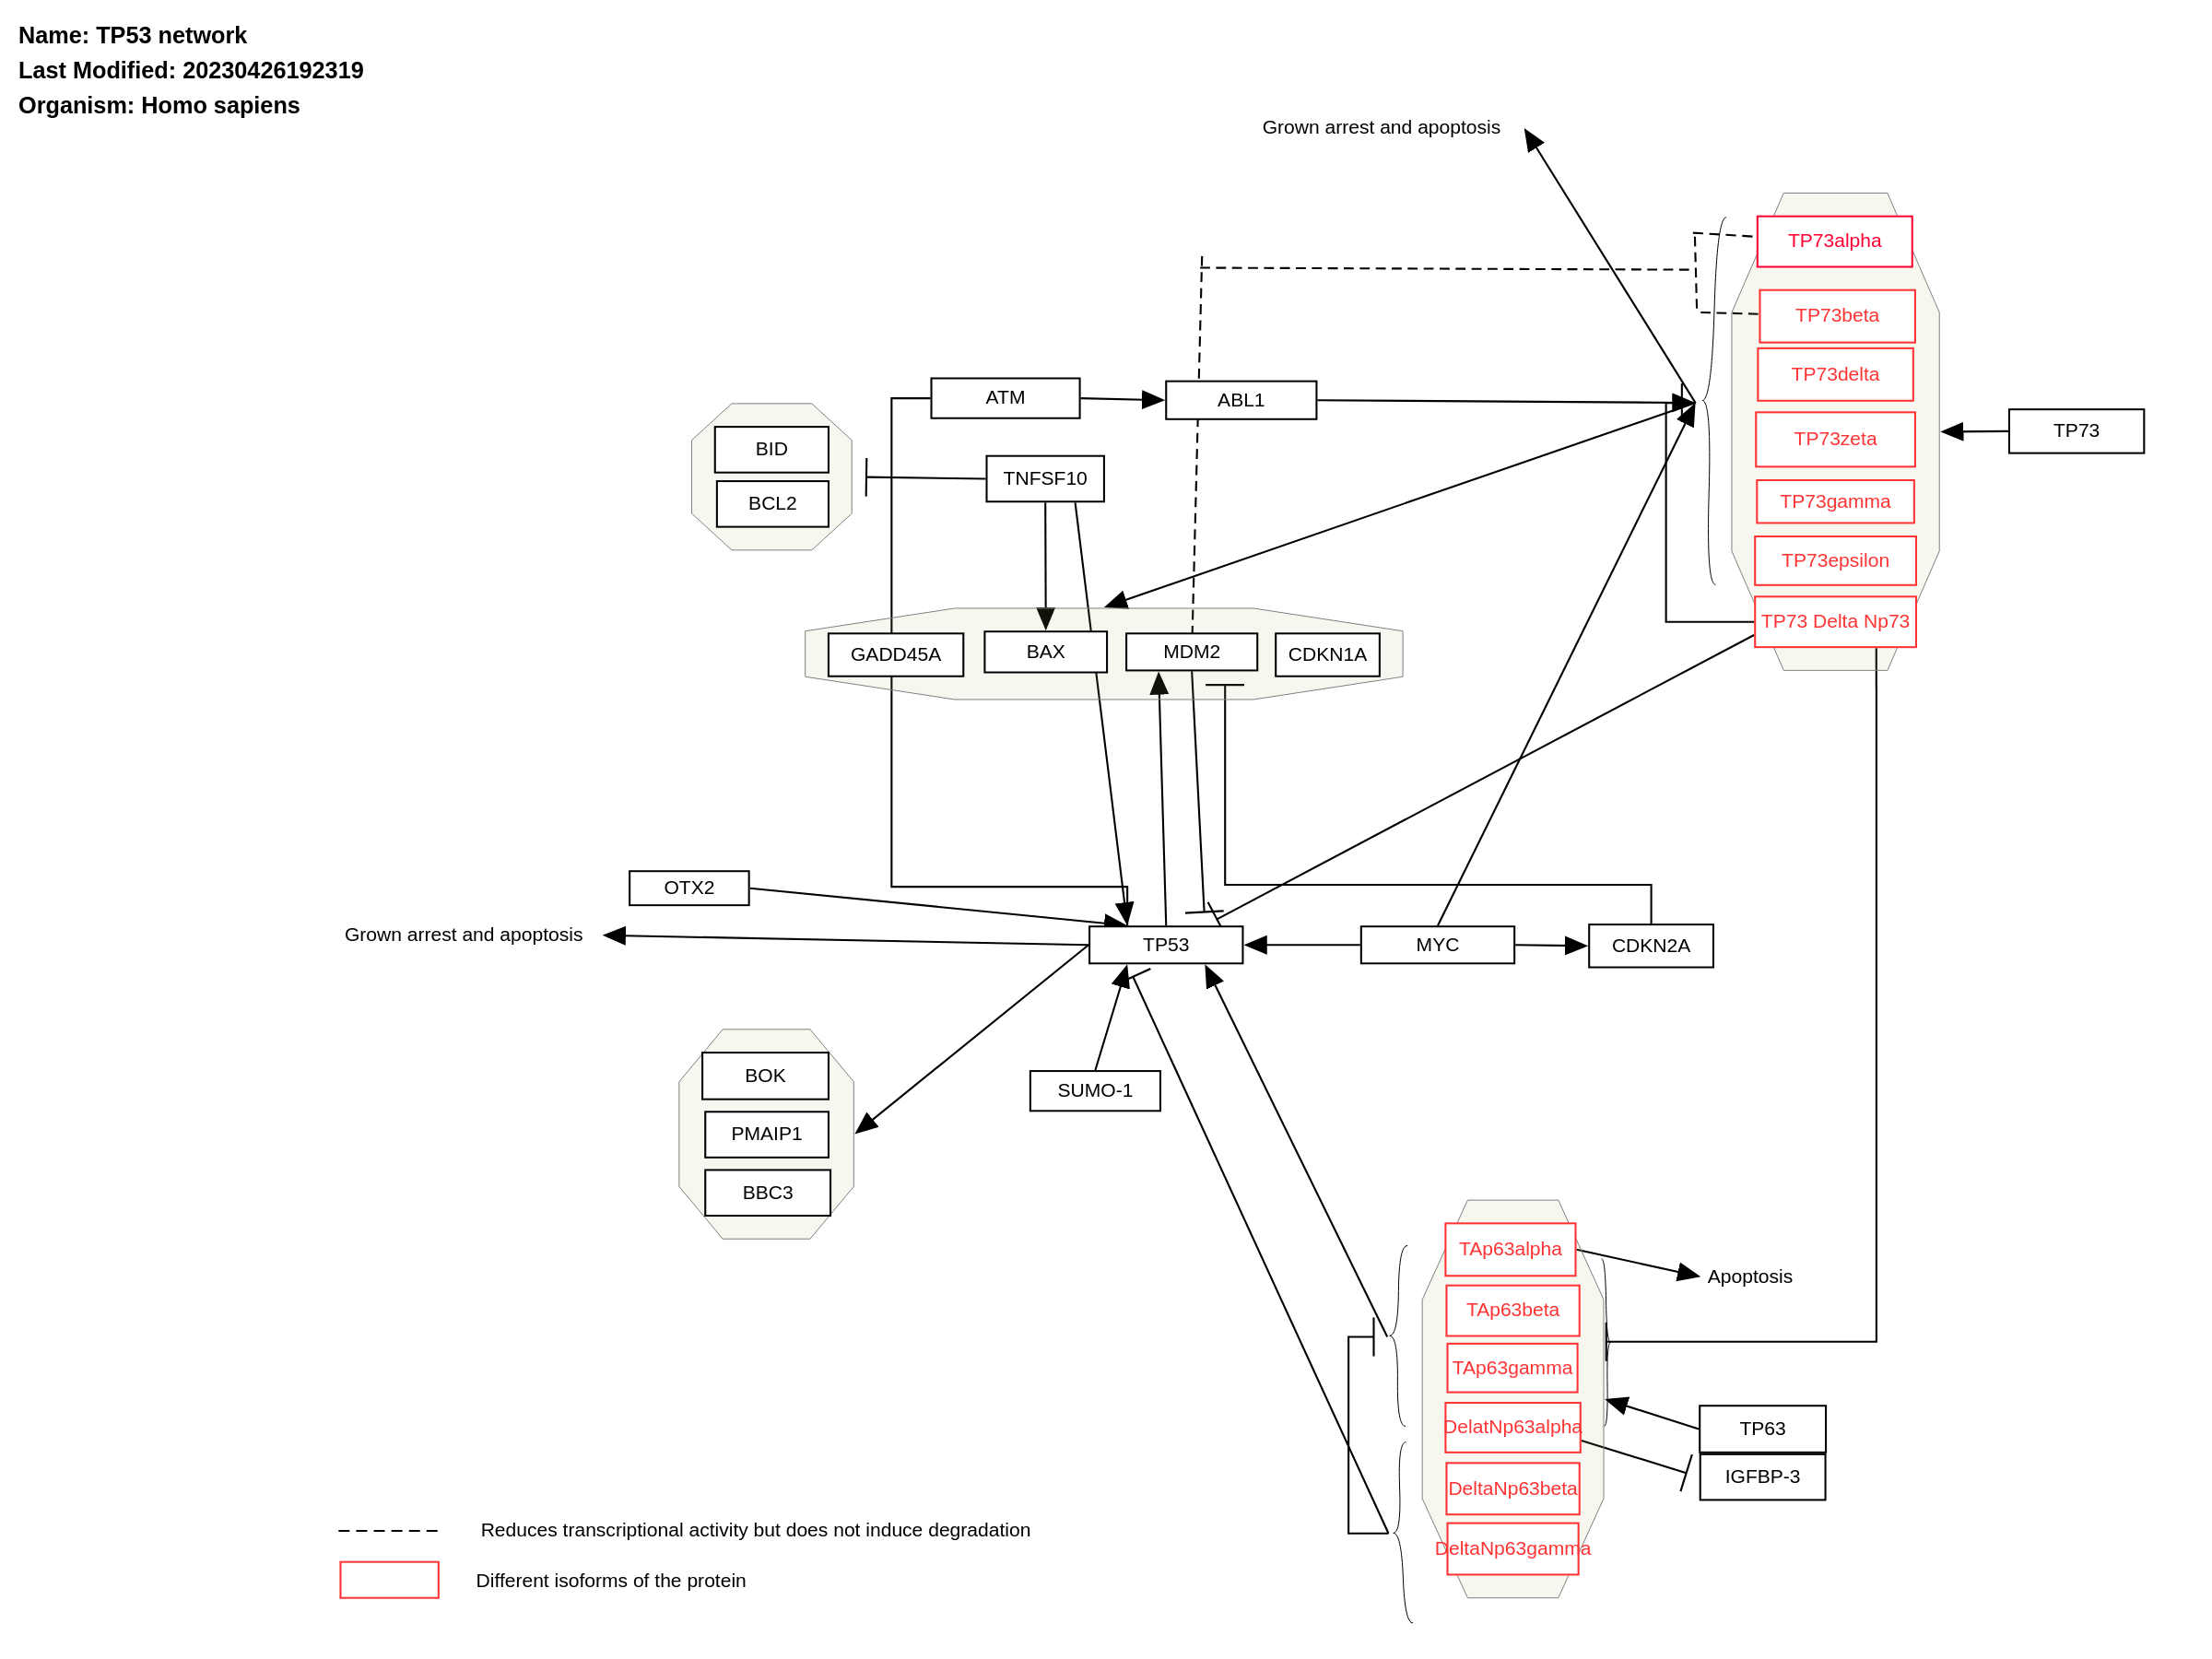 Name: TP53 network
Last Modified: 20230426192319
Organism: Homo sapiens
Grown arrest and apoptosis
TP73alpha
TP73beta
TP73delta
TP73zeta
TP73gamma
TP73epsilon
TP73 Delta Np73
TP73
ATM
ABL1
BID
BCL2
TNFSF10
GADD45A
BAX
MDM2
CDKN1A
OTX2
Grown arrest and apoptosis
TP53
MYC
CDKN2A
BOK
PMAIP1
BBC3
SUMO-1
TAp63alpha
TAp63beta
TAp63gamma
DelatNp63alpha
DeltaNp63beta
DeltaNp63gamma
Apoptosis
TP63
IGFBP-3
Reduces transcriptional activity but does not induce degradation
Different isoforms of the protein